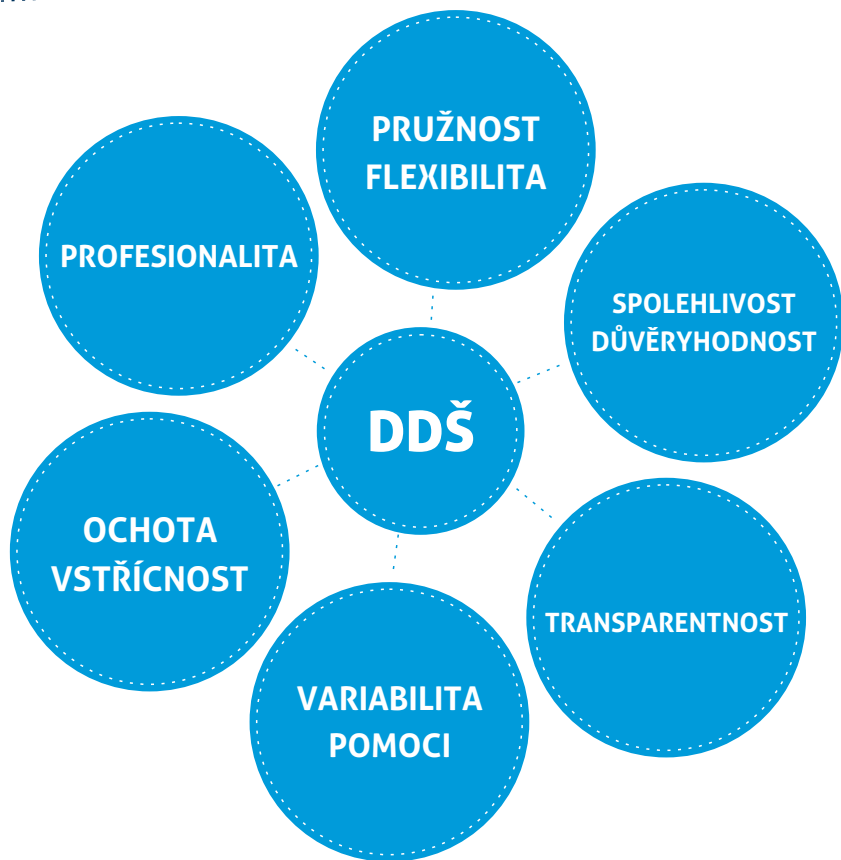 PRUŽNOST
FLEXIBILITA
PROFESIONALITA
SPOLEHLIVOST
DŮVĚRYHODNOST
DDŠ
OCHOTA
VSTŘÍCNOST
TRANSPARENTNOST
VARIABILITA
POMOCI